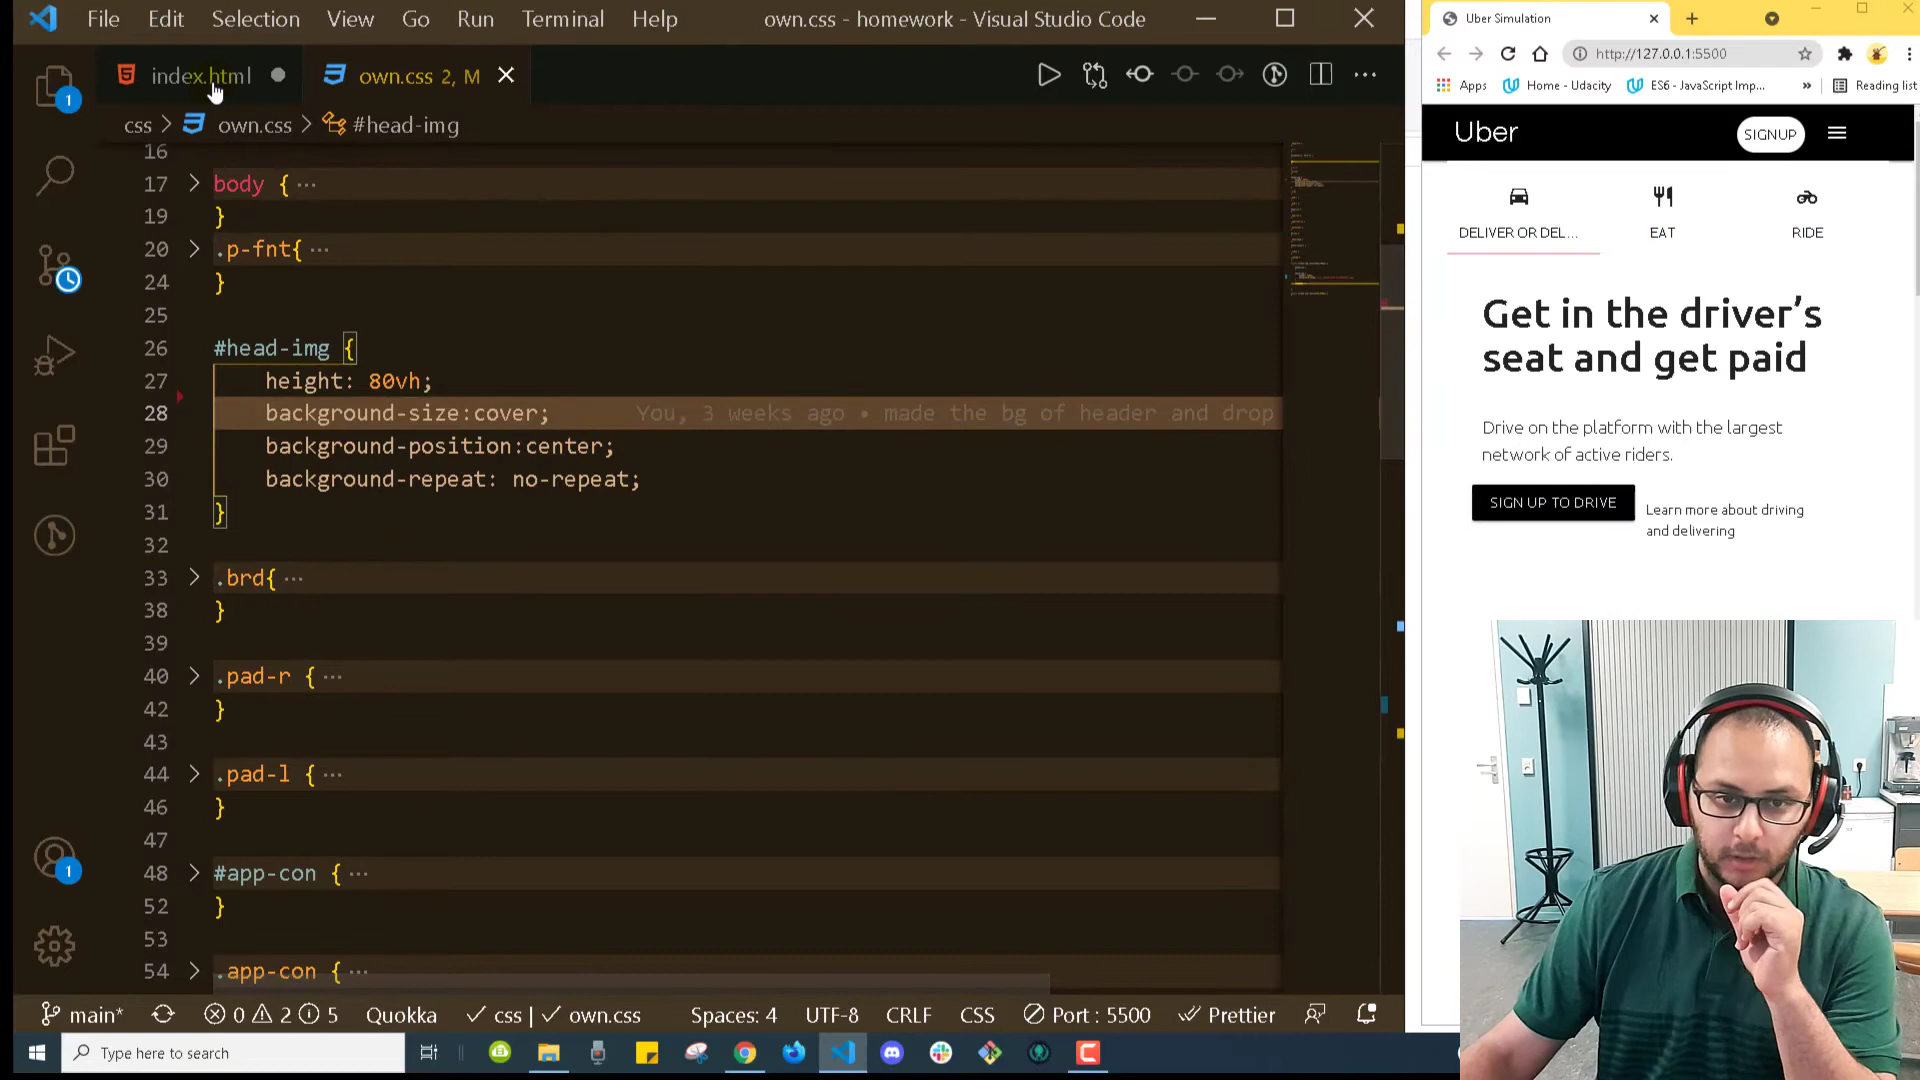 File Edit Selection View Go Run Terminal Help own.css - homework - Visual Studio Code
index.html own.css 2, M
css > own.css > #head-img
16
17 body { ...
19 }
20 .p-fnt{ ...
24 }
25
26 #head-img {
27 height: 80vh;
28 background-size:cover; You, 3 weeks ago • made the bg of header and drop
29 background-position:center;
30 background-repeat: no-repeat;
31 }
32
33 .brd{ ...
38 }
39
40 .pad-r { ...
42 }
43
44 .pad-l { ...
46 }
47
48 #app-con { ...
52 }
53
54 .app-con { ...
1
1
main* 0 2 5 Quokka css | own.css Spaces: 4 UTF-8 CRLF CSS Port : 5500 Prettier
Type here to search
Uber Simulation
http://127.0.0.1:5500
Apps Home - Udacity ES6 - JavaScript Imp... » Reading list
Uber SIGNUP
DELIVER OR DEL... EAT RIDE
Get in the driver's
seat and get paid
Drive on the platform with the largest
network of active riders.
SIGN UP TO DRIVE
Learn more about driving
and delivering